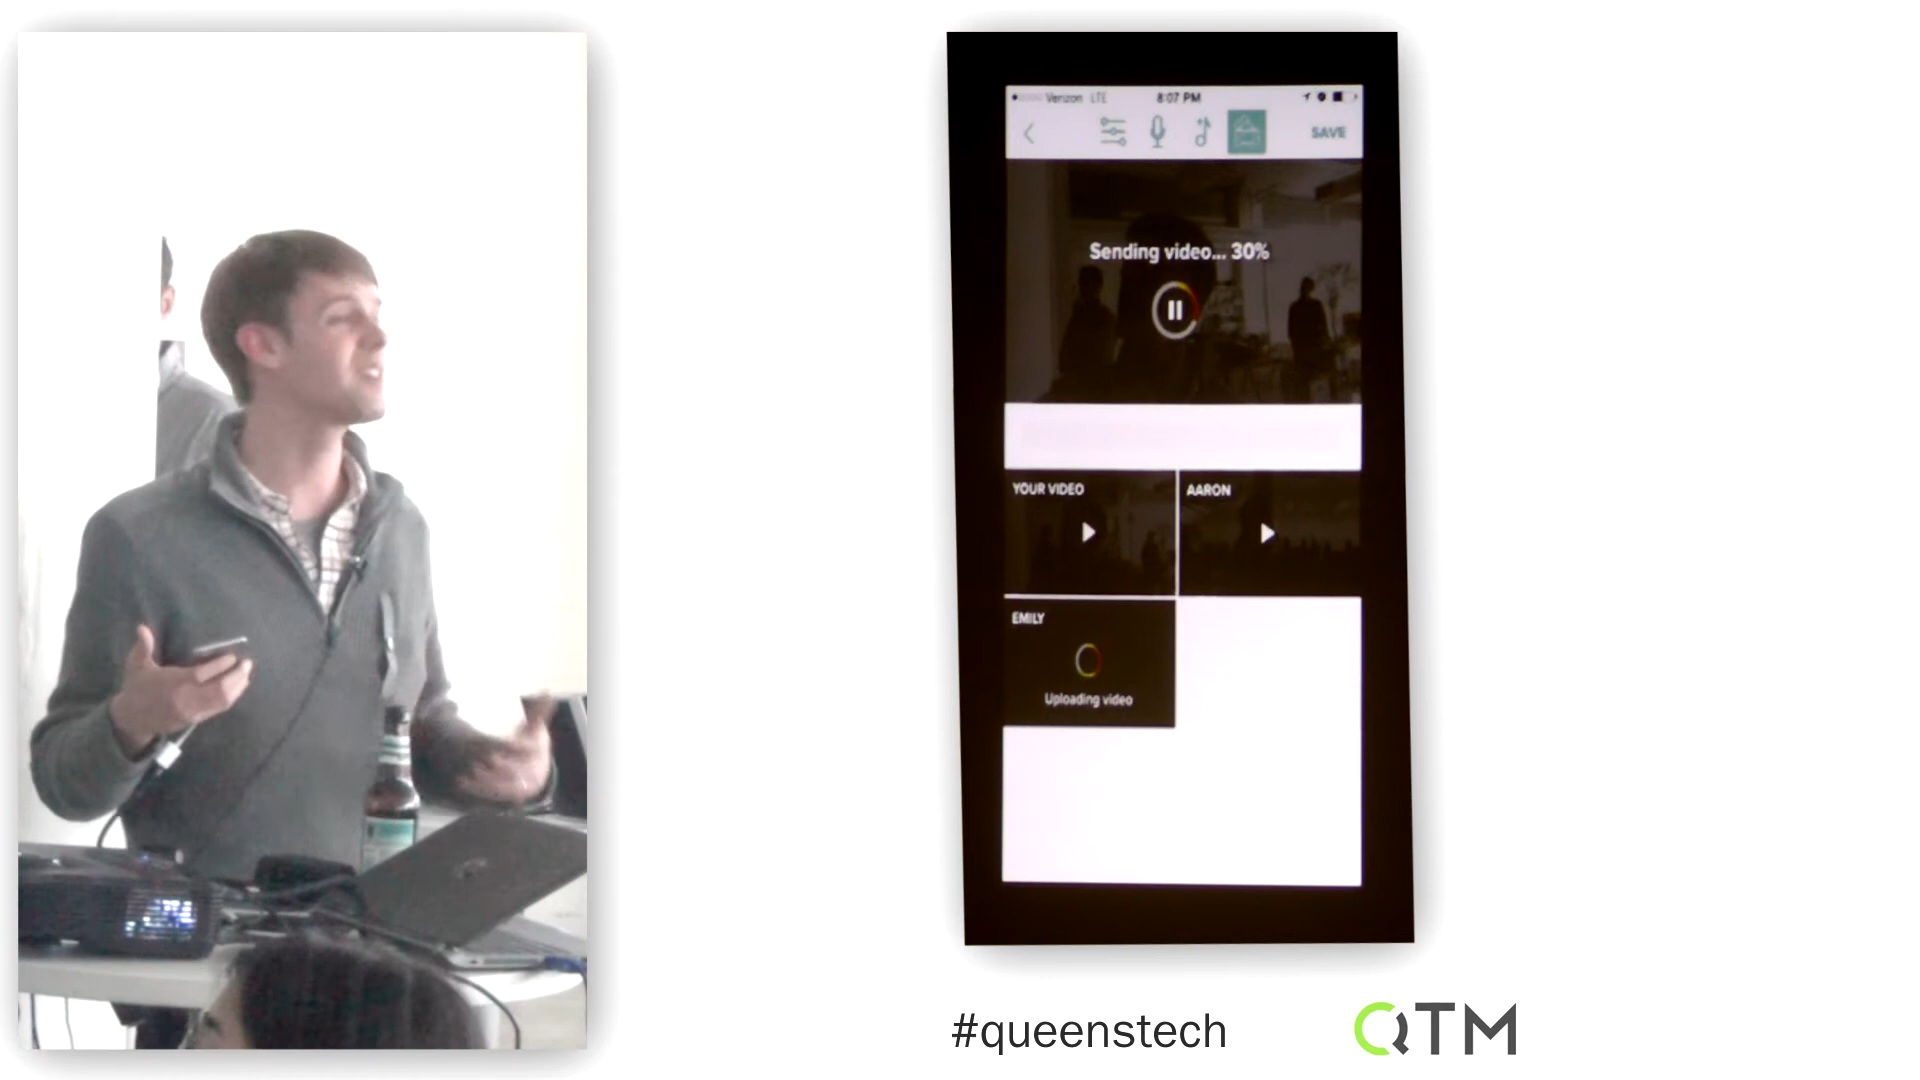 Verizon LTE 8:07 PM
SAVE
Sending video... 30%
YOUR VIDEO
AARON
EMILY
Uploading video
#queenstech
QTM